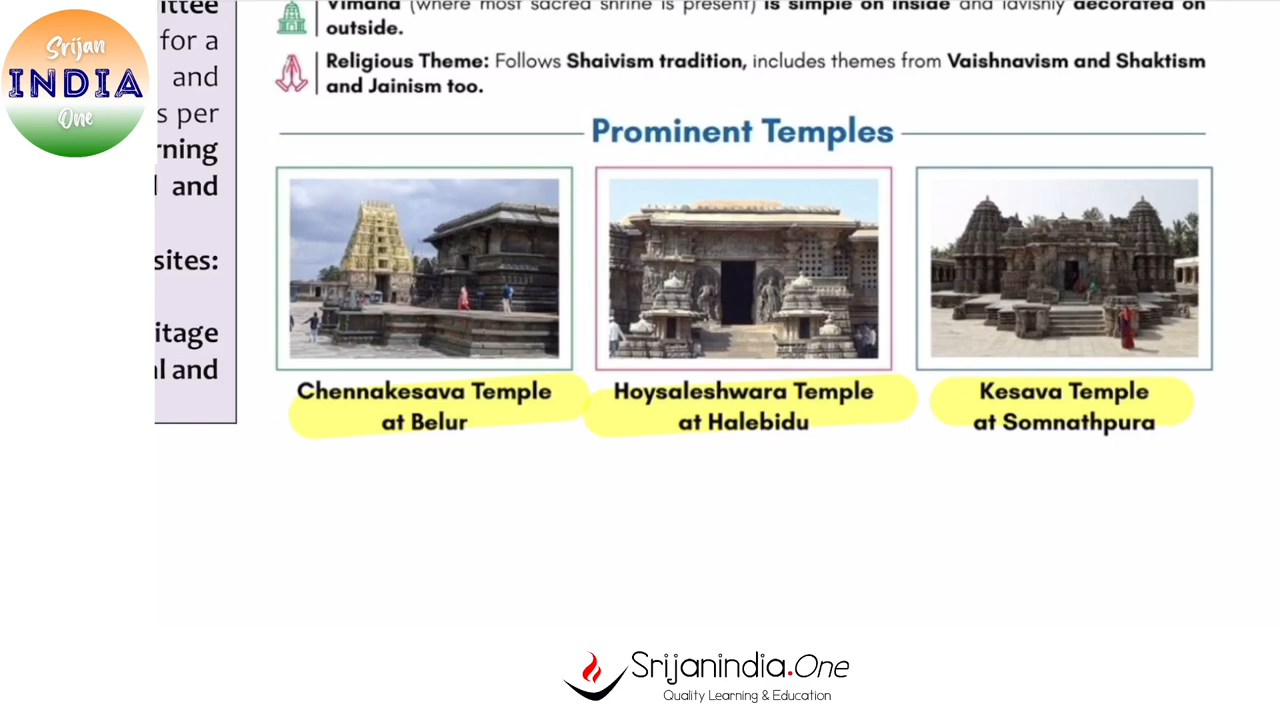 Srijan
INDIA
One
ittee
for a
and
s per
rning
and
sites:
itage
l and
Vimana (where most sacred shrine is present) is simple on inside and lavishly decorated on
outside.
Religious Theme: Follows Shaivism tradition, includes themes from Vaishnavism and Shaktism
and Jainism too.
Prominent Temples
Chennakesava Temple
at Belur
Hoysaleshwara Temple
at Halebidu
Kesava Temple
at Somnathpura
Srijanindia.One
Quality Learning & Education